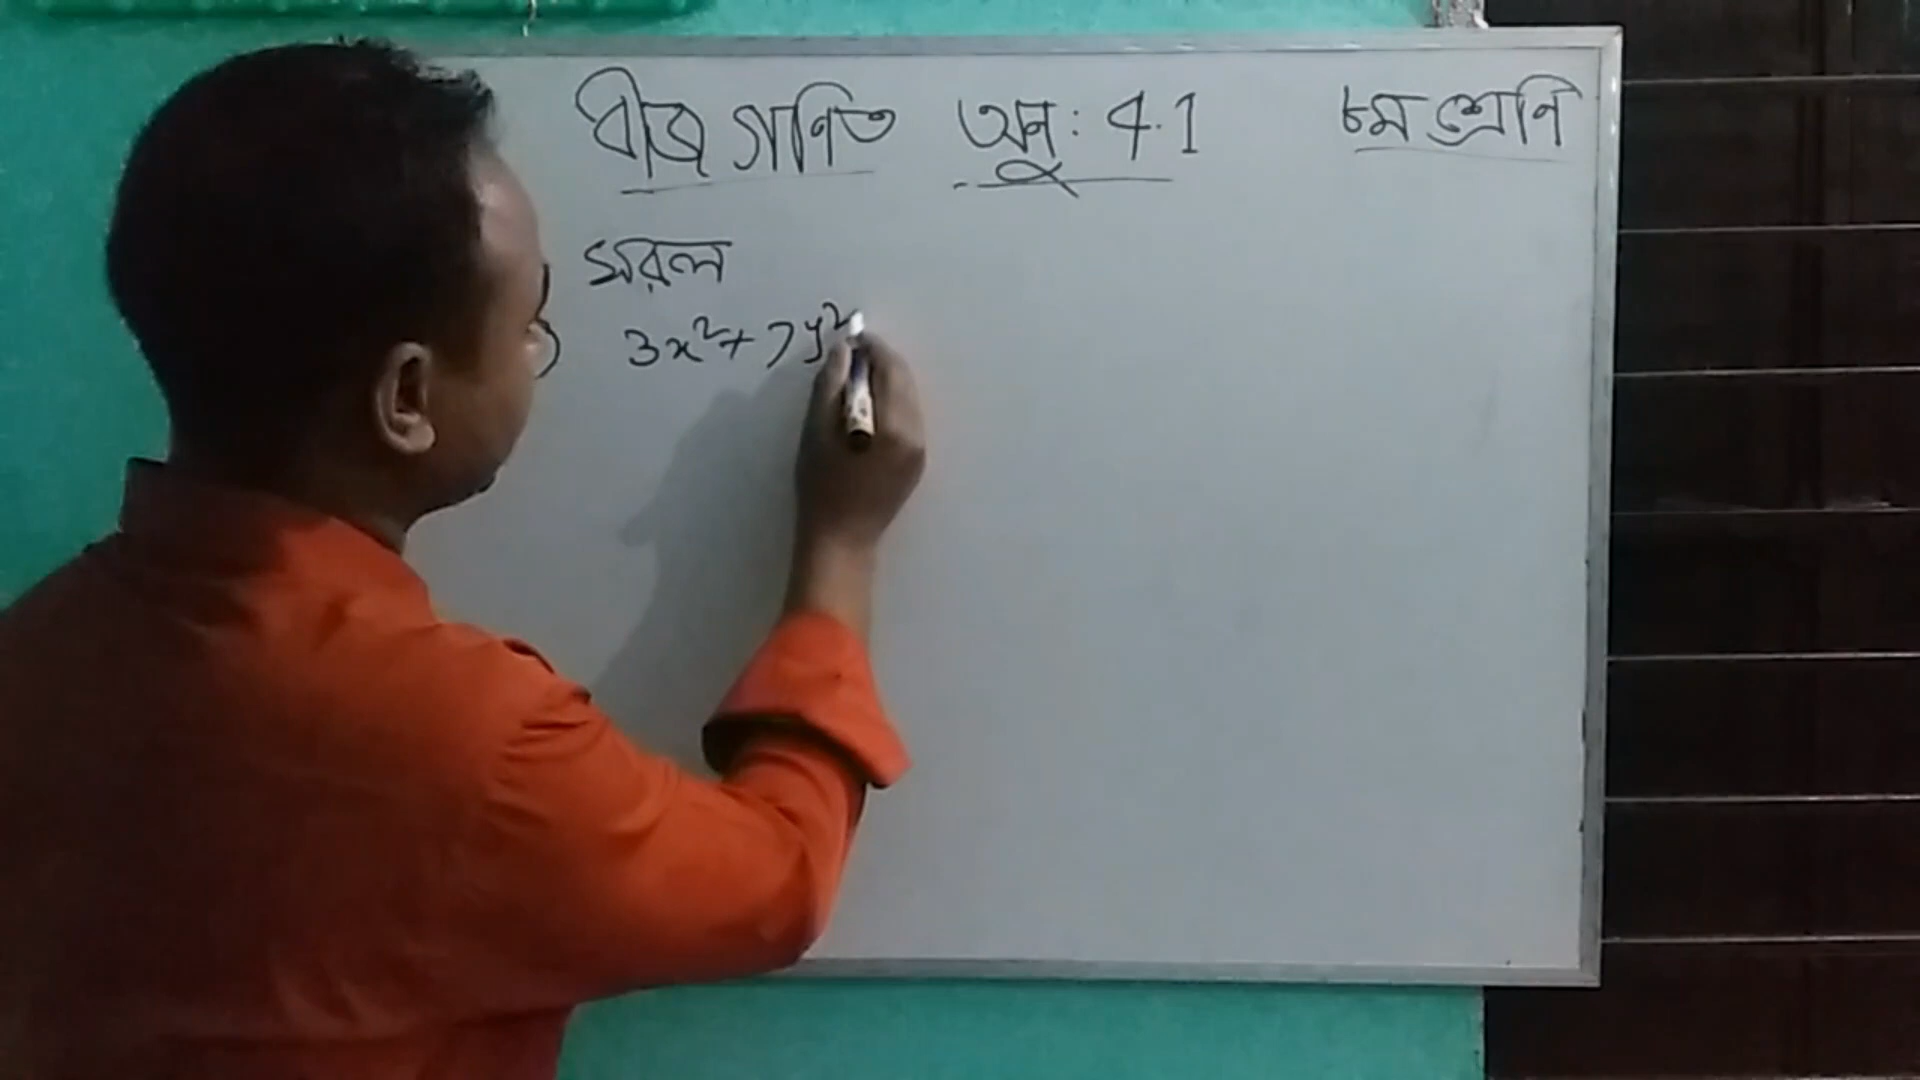 বীজ গণিত অনু: 4.1 ৮ম শ্রেণি
সরল
) 3x²+7y²